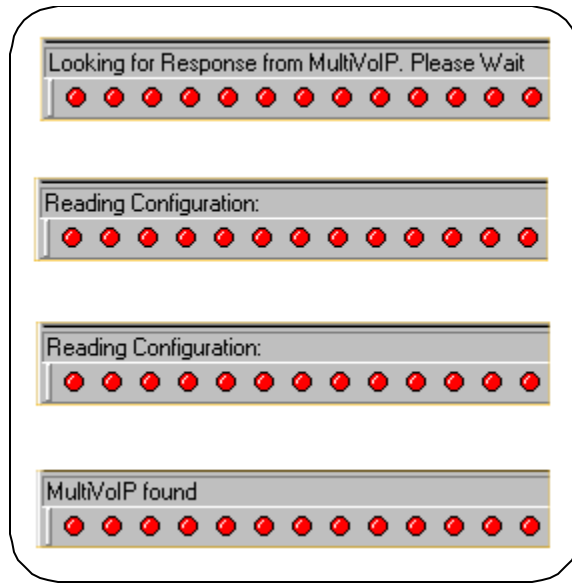 Looking for Response from MultiVoIP. Please Wait
Reading Configuration:
Reading Configuration:
MultiVoIP found